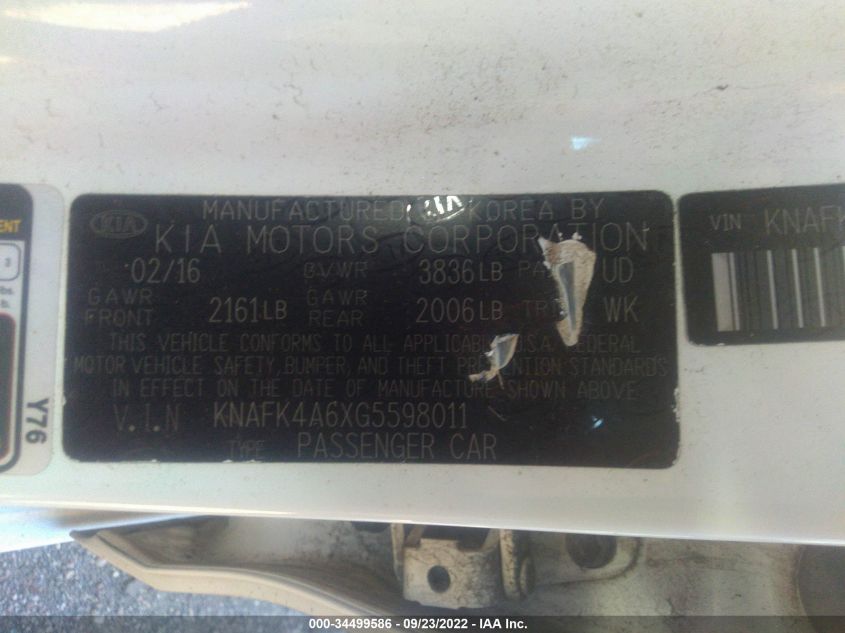 MANUFACTURED KOREA BY
KIA
KIA MOTORS CORPORATION
02/16 GVWR 3836LB UD
GAWR FRONT 2161LB GAWR REAR 2006LB WK
THIS VEHICLE CONFORMS TO ALL APPLICABLE U.S.A. FEDERAL
MOTOR VEHICLE SAFETY, BUMPER, AND THEFT PREVENTION STANDARDS
IN EFFECT ON THE DATE OF MANUFACTURE SHOWN ABOVE
V.I.N KNAFK4A6XG5598011
TYPE PASSENGER CAR
VIN KNAFK
Y76
000-34499586 - 09/23/2022 - IAA Inc.